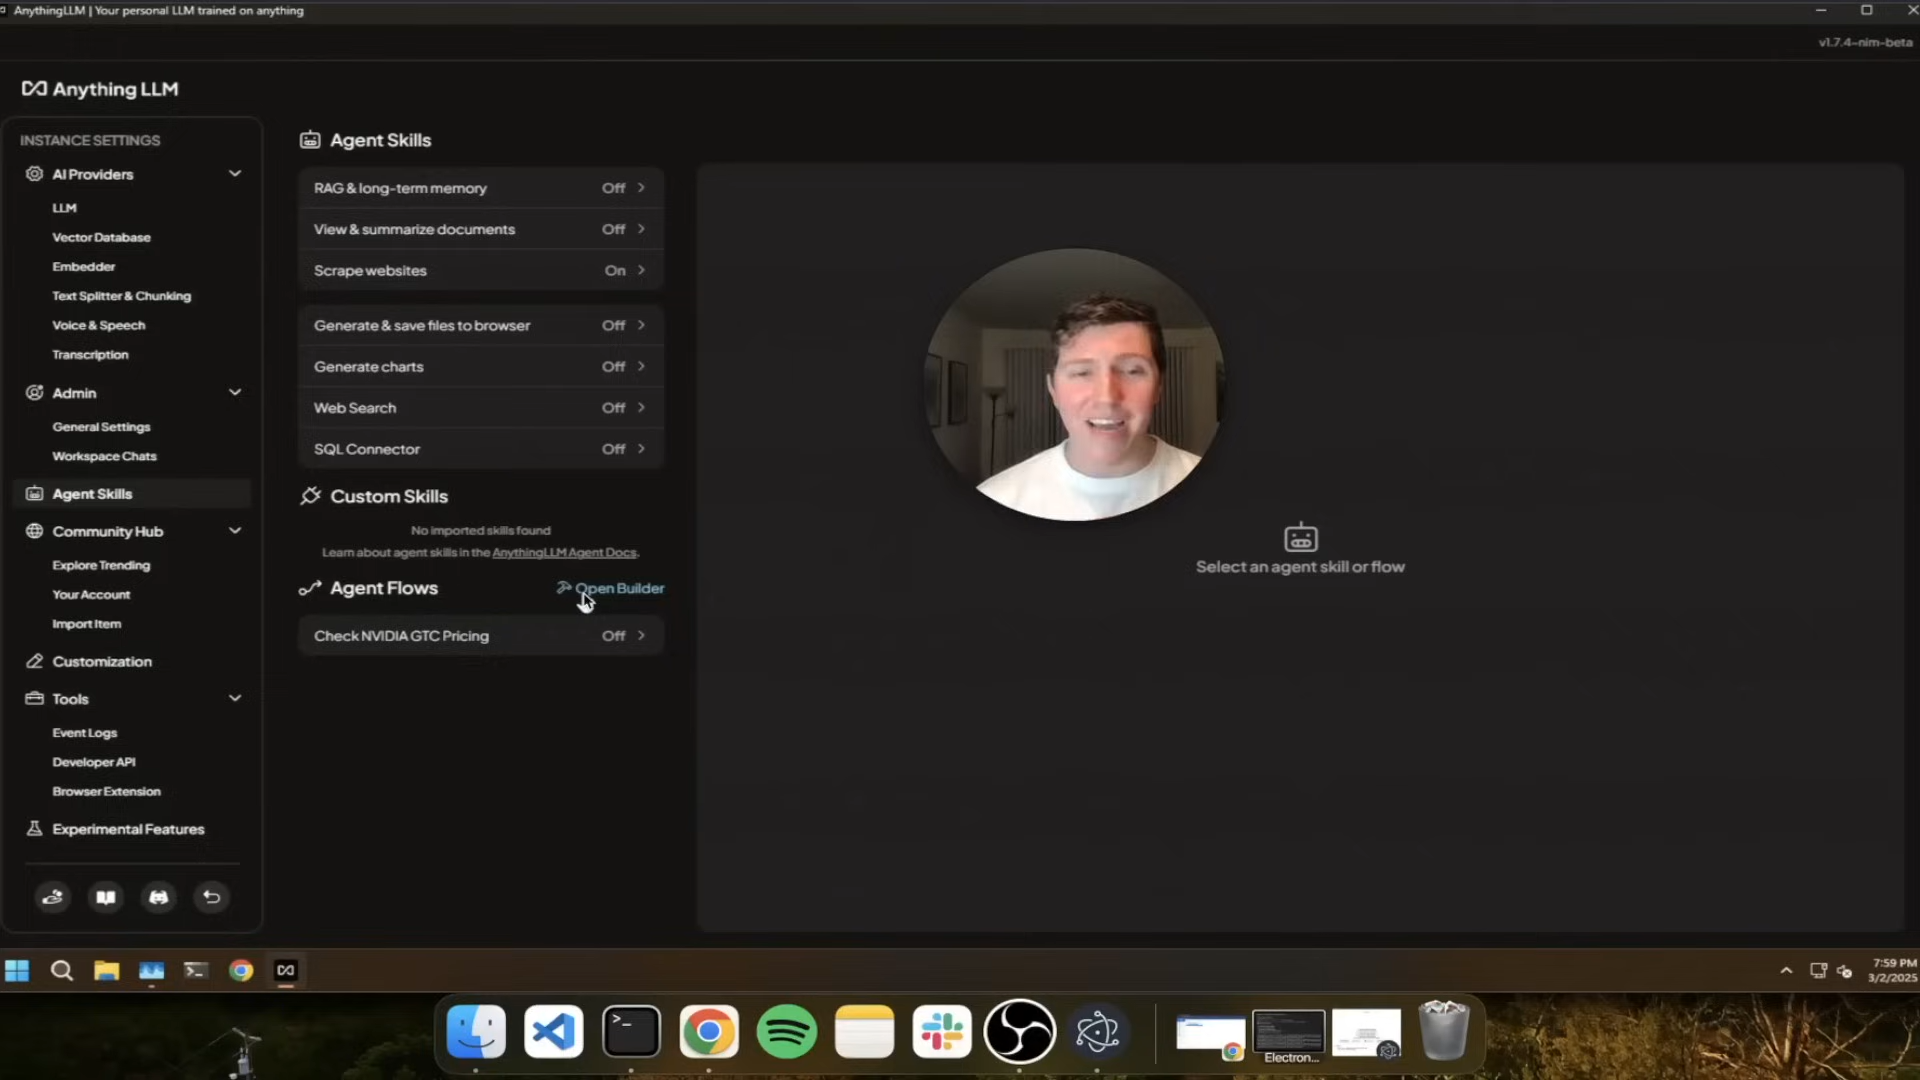 AnythingLLM | Your personal LLM trained on anything
v1.7.4-nim-beta
Anything LLM
INSTANCE SETTINGS
AI Providers
LLM
Vector Database
Embedder
Text Splitter & Chunking
Voice & Speech
Transcription
Admin
General Settings
Workspace Chats
Agent Skills
Community Hub
Explore Trending
Your Account
Import Item
Customization
Tools
Event Logs
Developer API
Browser Extension
Experimental Features
Agent Skills
RAG & long-term memory Off
View & summarize documents Off
Scrape websites On
Generate & save files to browser Off
Generate charts Off
Web Search Off
SQL Connector Off
Custom Skills
No imported skills found
Learn about agent skills in the AnythingLLM Agent Docs.
Agent Flows Open Builder
Check NVIDIA GTC Pricing Off
Select an agent skill or flow
7:59 PM
3/2/2025
Electron...